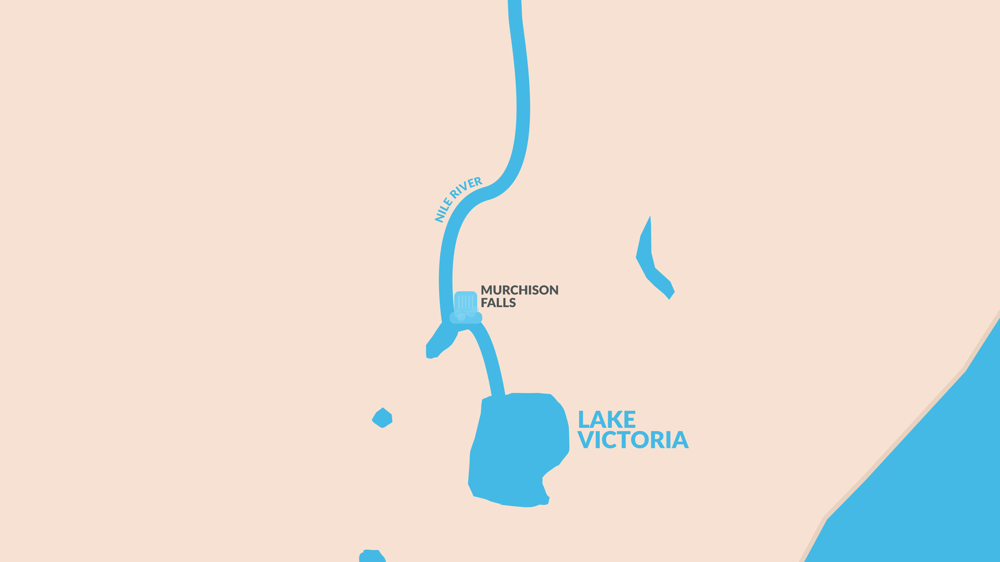 NILE RIVER
MURCHISON
FALLS
LAKE
VICTORIA